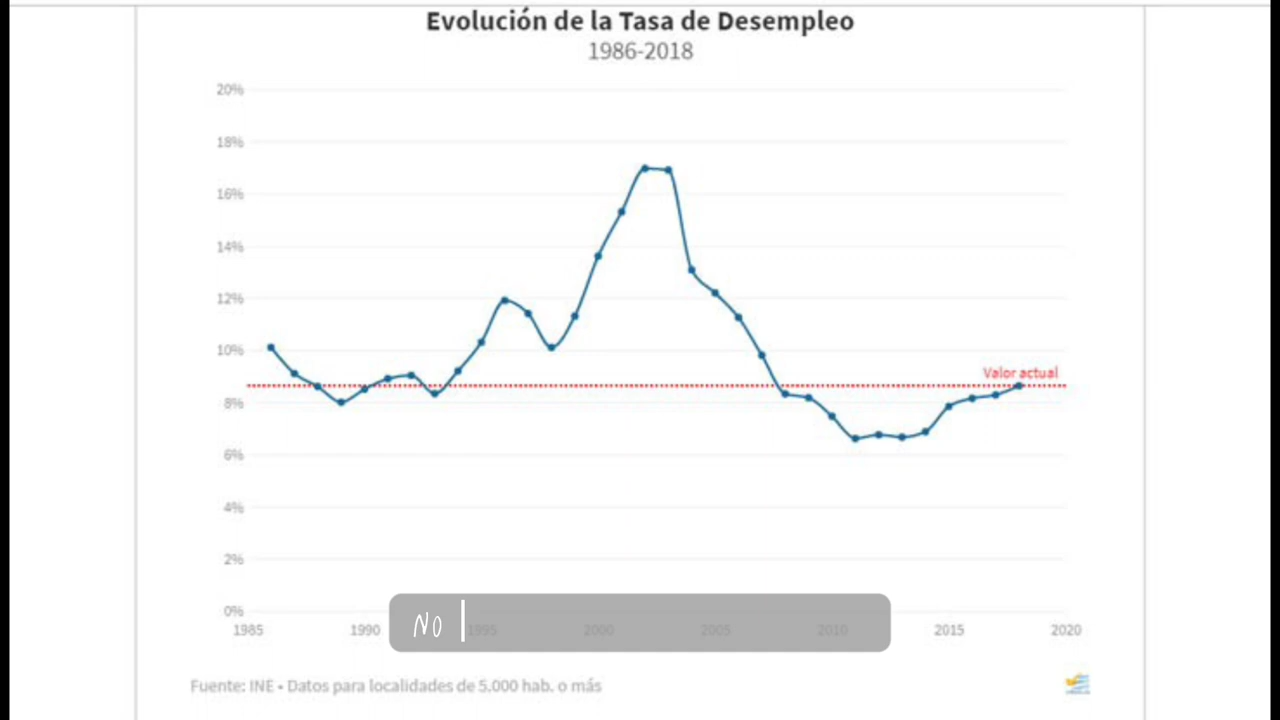 Evolución de la Tasa de Desempleo
1986-2018
20%
18%
16%
14%
12%
10%
Valor actual
8%
6%
4%
2%
0%
1985 1990 1995 2000 2005 2010 2015 2020
NO
Fuente: INE • Datos para localidades de 5.000 hab. o más